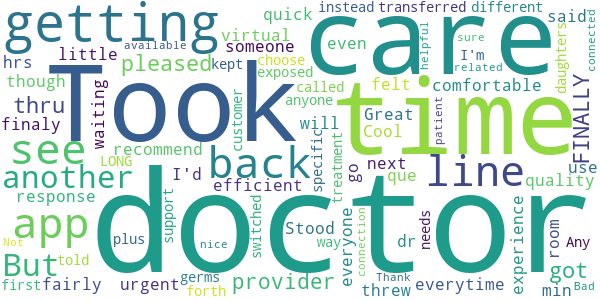 instead transferred different
getting
quick
care
available
virtual
even
helpful
I'm
said
sure
connected
little
someone
related
hrs
pleased
kept
choose
felt
comfortable
daughters
though
Took
exposed
time
called
anyone
Great
will
Cool
patient
FINALLY
thru
waiting
customer
finaly
recommend
see
back
specific
treatment
go
next
line
LONG
que
quality
another
I'd
efficient
use
response
doctor
app
support
switched
Stood
everyone
way
connection
dr
needs
experience
room
Any
plus
But
Not
told
nice
provider
got
first
fairly
urgent
germs
forth
Thank
threw
everytime
min
Bad